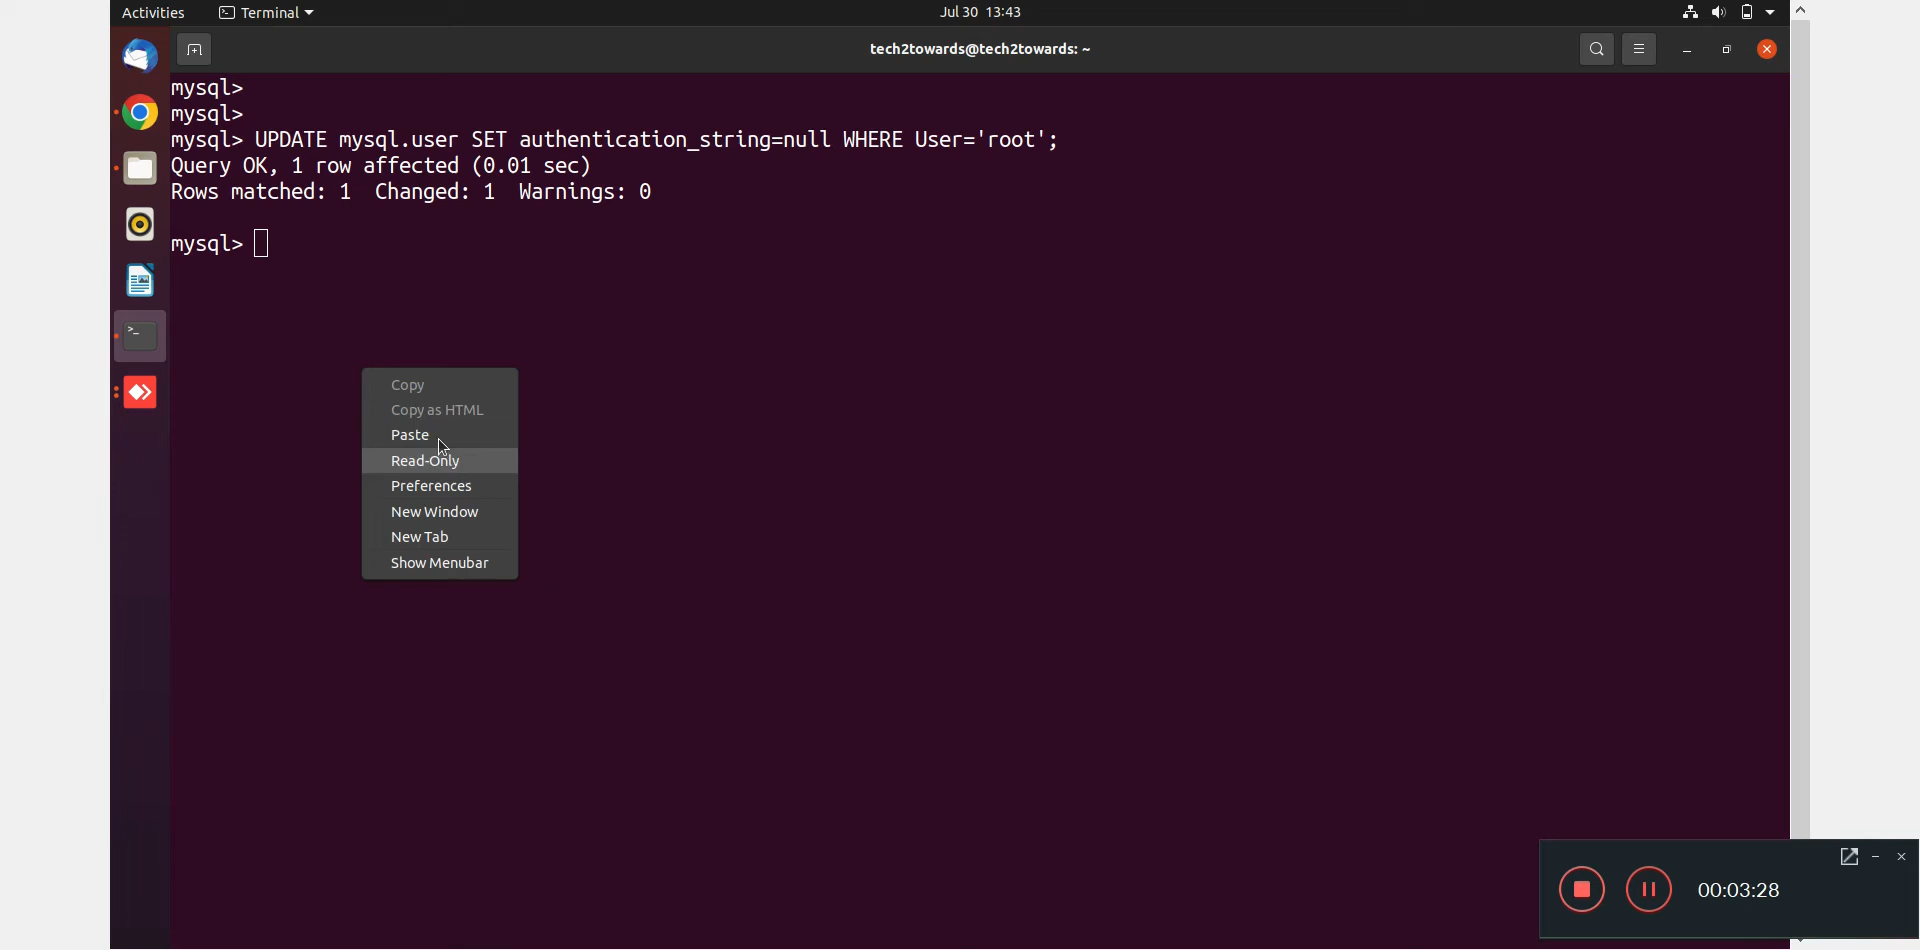 Activities Terminal Jul 30 13:43
tech2towards@tech2towards: ~
mysql>
mysql>
mysql> UPDATE mysql.user SET authentication_string=null WHERE User='root';
Query OK, 1 row affected (0.01 sec)
Rows matched: 1 Changed: 1 Warnings: 0
mysql>
Copy
Copy as HTML
Paste
Read-Only
Preferences
New Window
New Tab
Show Menubar
00:03:28